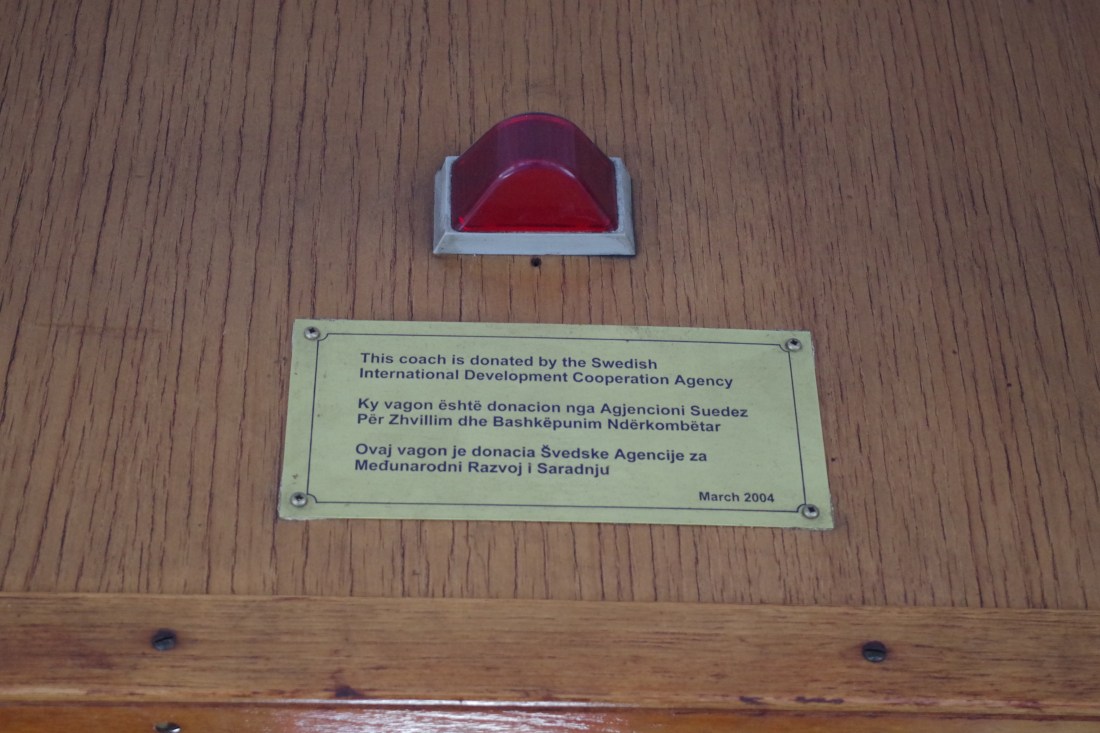 This coach is donated by the Swedish
International Development Cooperation Agency
Ky vagon është donacion nga Agjencioni Suedez
Për Zhvillim dhe Bashkëpunim Ndërkombëtar
Ovaj vagon je donacia Švedske Agencije za
Međunarodni Razvoj i Saradnju
March 2004